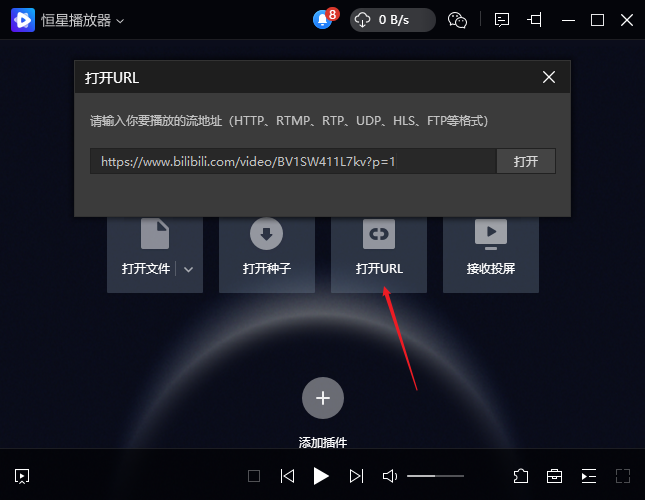 恒星播放器
8
0 B/s
打开URL
请输入你要播放的流地址（HTTP、RTMP、RTP、UDP、HLS、FTP等格式）
https://www.bilibili.com/video/BV1SW411L7kv?p=1
打开
打开文件
打开种子
打开URL
接收投屏
添加插件